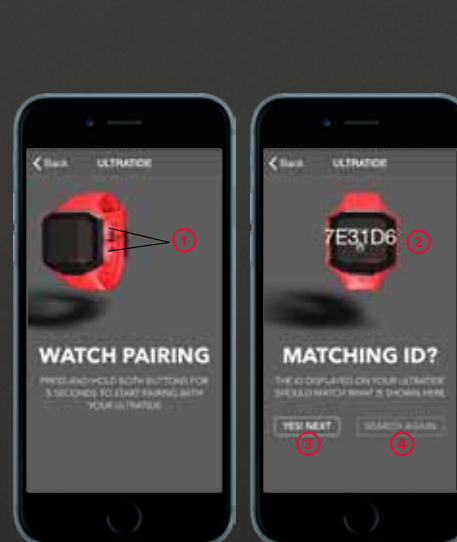 Back ULTRATIDE
1
WATCH PAIRING
PRESS AND HOLD BOTH BUTTONS FOR
5 SECONDS TO START PAIRING WITH
YOUR ULTRATIDE
Back ULTRATIDE
7E31D6
2
MATCHING ID?
THE ID DISPLAYED ON YOUR ULTRATIDE
SHOULD MATCH WHAT IS SHOWN HERE
YES! NEXT SEARCH AGAIN
3 4